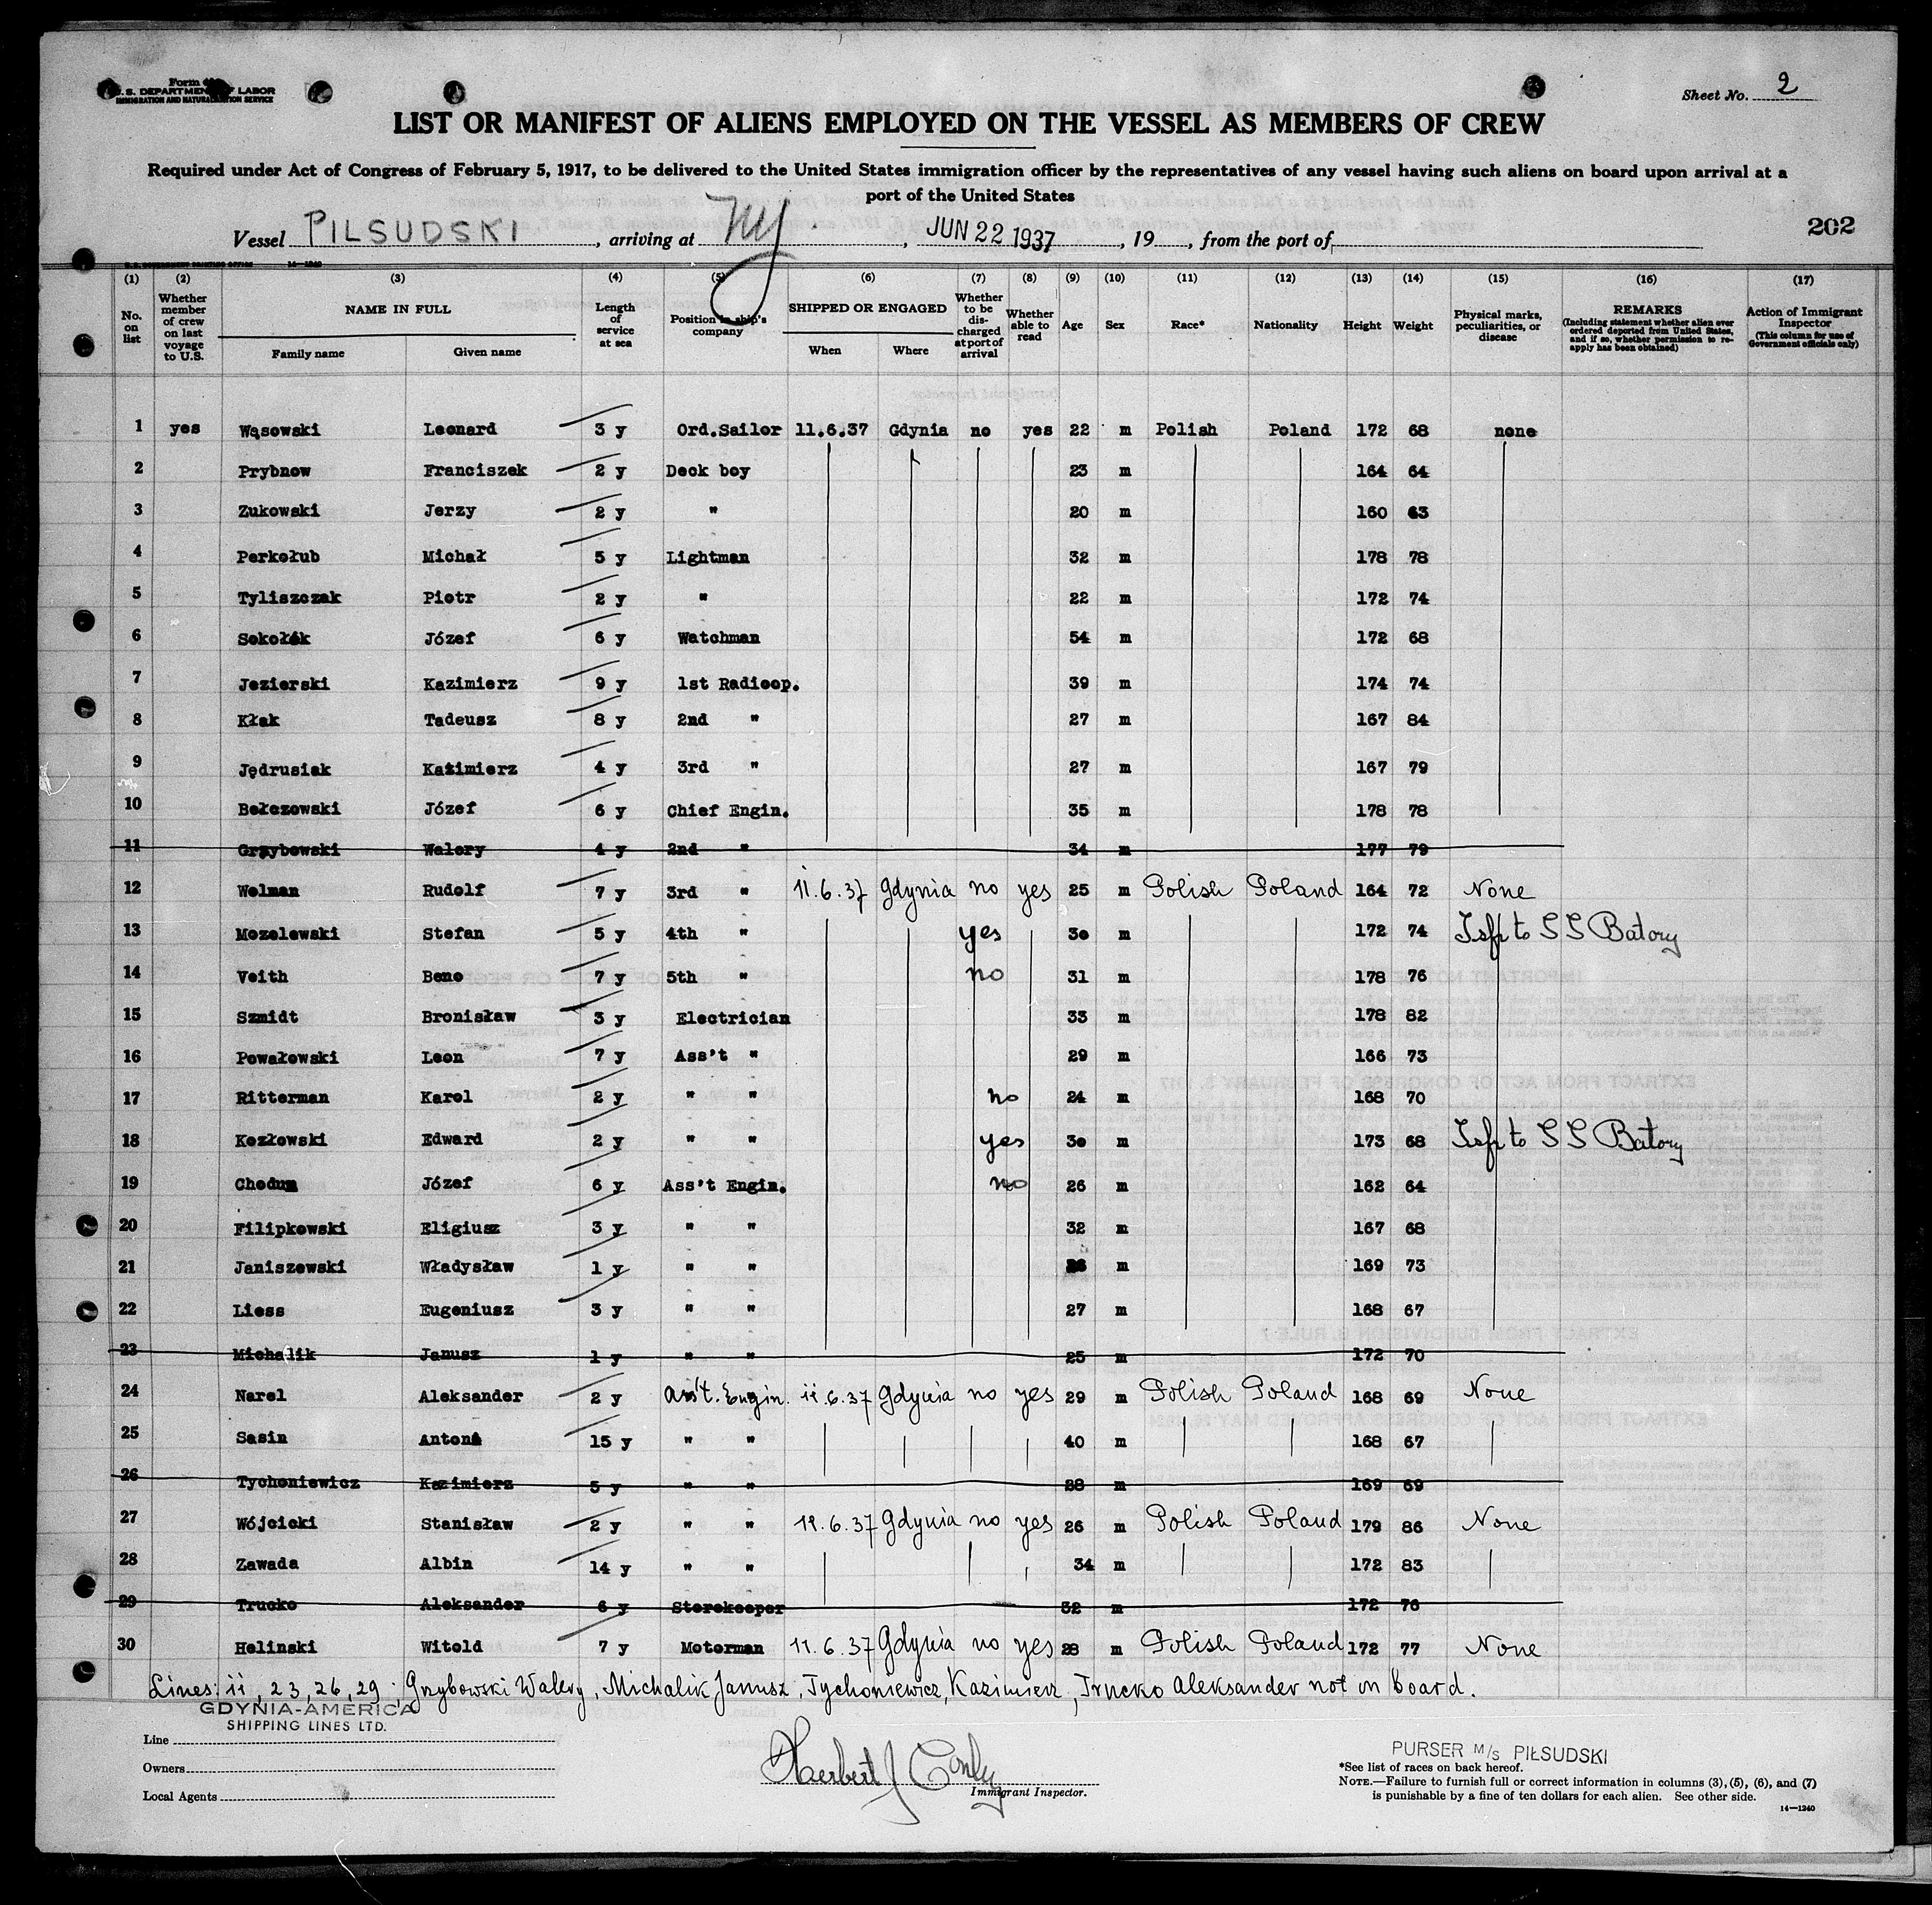 Form
U.S. DEPARTMENT OF LABOR
IMMIGRATION AND NATURALIZATION SERVICE
Sheet No. 2
LIST OR MANIFEST OF ALIENS EMPLOYED ON THE VESSEL AS MEMBERS OF CREW
Required under Act of Congress of February 5, 1917, to be delivered to the United States immigration officer by the representatives of any vessel having such aliens on board upon arrival at a
port of the United States
202
Vessel PILSUDSKI, arriving at NY, JUN 22 1937, 19, from the port of
U.S. GOVERNMENT PRINTING OFFICE 14—1240
(1) (2) (3) (4) (5) (6) (7) (8) (9) (10) (11) (12) (13) (14) (15) (16) (17)
No. on list
Whether member of crew on last voyage to U.S.
NAME IN FULL
Family name Given name
Length of service at sea
Position in ship's company
SHIPPED OR ENGAGED
When Where
Whether to be discharged at port of arrival
Whether able to read
Age Sex Race* Nationality Height Weight
Physical marks, peculiarities, or disease
REMARKS
(Including statement whether alien ever ordered deported from United States, and if so, whether permission to re-apply has been obtained)
Action of Immigrant Inspector
(This column for use of Government officials only)
1 yes Wąsowski Leonard 3 y Ord.Sailor 11.6.37 Gdynia no yes 22 m Polish Poland 172 68 none
2 Prybnow Franciszek 2 y Deck boy 23 m 164 64
3 Zukowski Jerzy 2 y " 20 m 160 63
4 Perkołub Michał 5 y Lightman 32 m 178 78
5 Tyliszczak Piotr 2 y " 22 m 172 74
6 Sokołák Józef 6 y Watchman 54 m 172 68
7 Jezierski Kazimierz 9 y 1st Radioop. 39 m 174 74
8 Kłak Tadeusz 8 y 2nd " 27 m 167 84
9 Jędrusiak Kazimierz 4 y 3rd " 27 m 167 79
10 Bełczowski Józef 6 y Chief Engin. 35 m 178 78
11 Grzybowski Walery 4 y 2nd " 34 m 177 79
12 Welman Rudolf 7 y 3rd " 11.6.37 Gdynia no yes 25 m Polish Poland 164 72 None
13 Mozelewski Stefan 5 y 4th " yes 30 m 172 74 Tsfr to SS Batory
14 Veith Beno 7 y 5th " no 31 m 178 76
15 Szmidt Bronisław 3 y Electrician 33 m 178 82
16 Powałowski Leon 7 y Ass't " 29 m 166 73
17 Ritterman Karol 2 y " " no 24 m 168 70
18 Kozłowski Edward 2 y " " yes 30 m 173 68 Tsfr to SS Batory
19 Chodum Józef 6 y Ass't Engin. no 26 m 162 64
20 Filipkowski Eligiusz 3 y " " 32 m 167 68
21 Janiszewski Władysław 1 y " " m 169 73
22 Liess Eugeniusz 3 y " " 27 m 168 67
23 Michalik Janusz 1 y " " 25 m 172 70
24 Narel Aleksander 2 y Ass't. Engin. 11.6.37 Gdynia no yes 29 m Polish Poland 168 69 None
25 Sasin Antoni 15 y " " 40 m 168 67
26 Tychoniewicz Kazimierz 5 y " " 28 m 169 69
27 Wójcicki Stanisław 2 y " " 11.6.37 Gdynia no yes 26 m Polish Poland 179 86 None
28 Zawada Albin 14 y " " 34 m 172 83
29 Trucko Aleksander 6 y Storekeeper 32 m 172 76
30 Helinski Witold 7 y Motorman 11.6.37 Gdynia no yes 28 m Polish Poland 172 77 None
Lines: 11, 23, 26, 29. Grzybowski Walery, Michalik Janusz, Tychoniewicz, Kazimierz, Trucko Aleksander not on board.
GDYNIA-AMERICA
SHIPPING LINES LTD.
Line
Owners
Local Agents
Herbert J Conly
Immigrant Inspector.
PURSER M/S PIŁSUDSKI
*See list of races on back hereof.
NOTE.—Failure to furnish full or correct information in columns (3), (5), (6), and (7)
is punishable by a fine of ten dollars for each alien. See other side.
14—1240